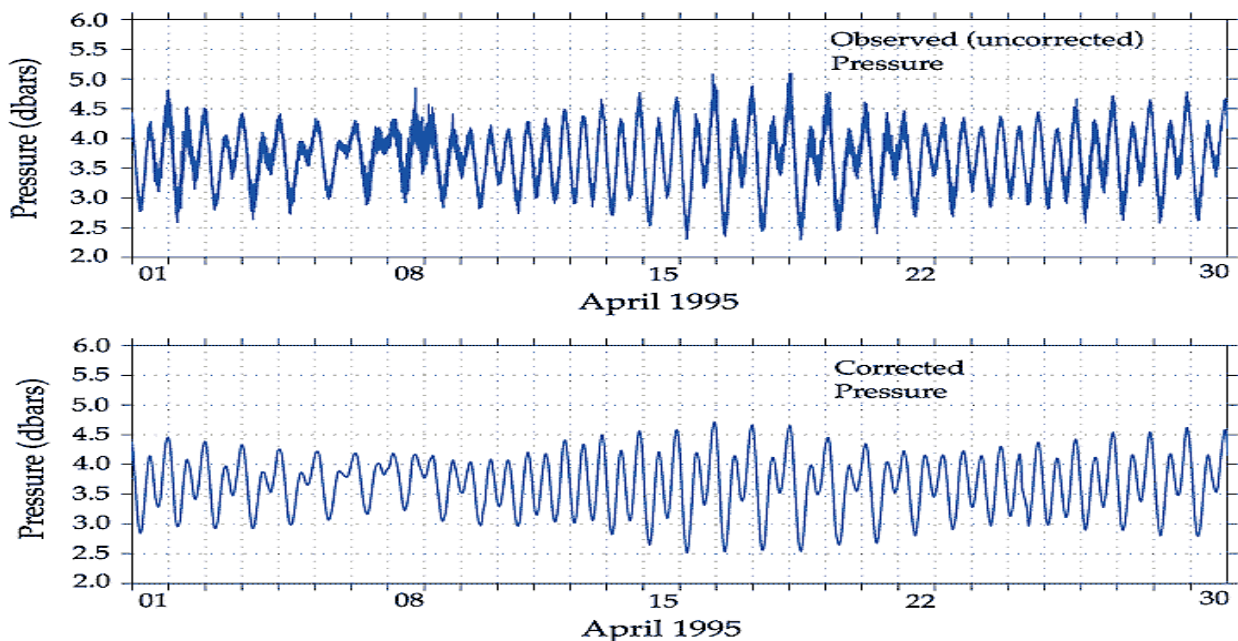 Observed (uncorrected)
Pressure
Pressure (dbars)
6.0
5.5
5.0
4.5
4.0
3.5
3.0
2.5
2.0
01 08 15 22 30
April 1995
Corrected
Pressure
Pressure (dbars)
6.0
5.5
5.0
4.5
4.0
3.5
3.0
2.5
2.0
01 08 15 22 30
April 1995